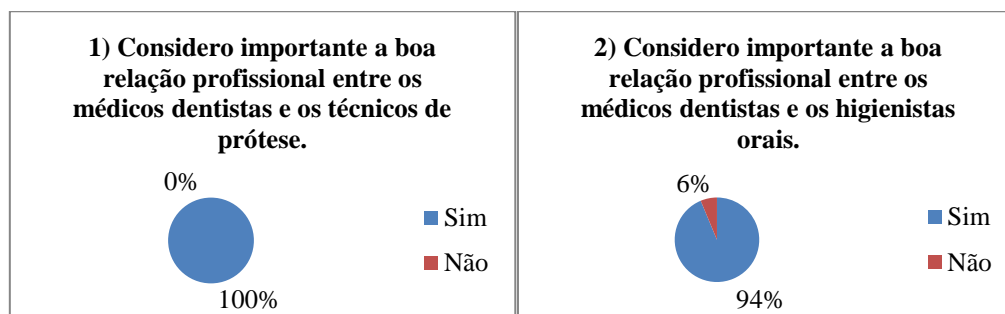 1) Considero importante a boa
relação profissional entre os
médicos dentistas e os técnicos de
prótese.
0%
Sim
Não
100%
2) Considero importante a boa
relação profissional entre os
médicos dentistas e os higienistas
orais.
6%
Sim
Não
94%